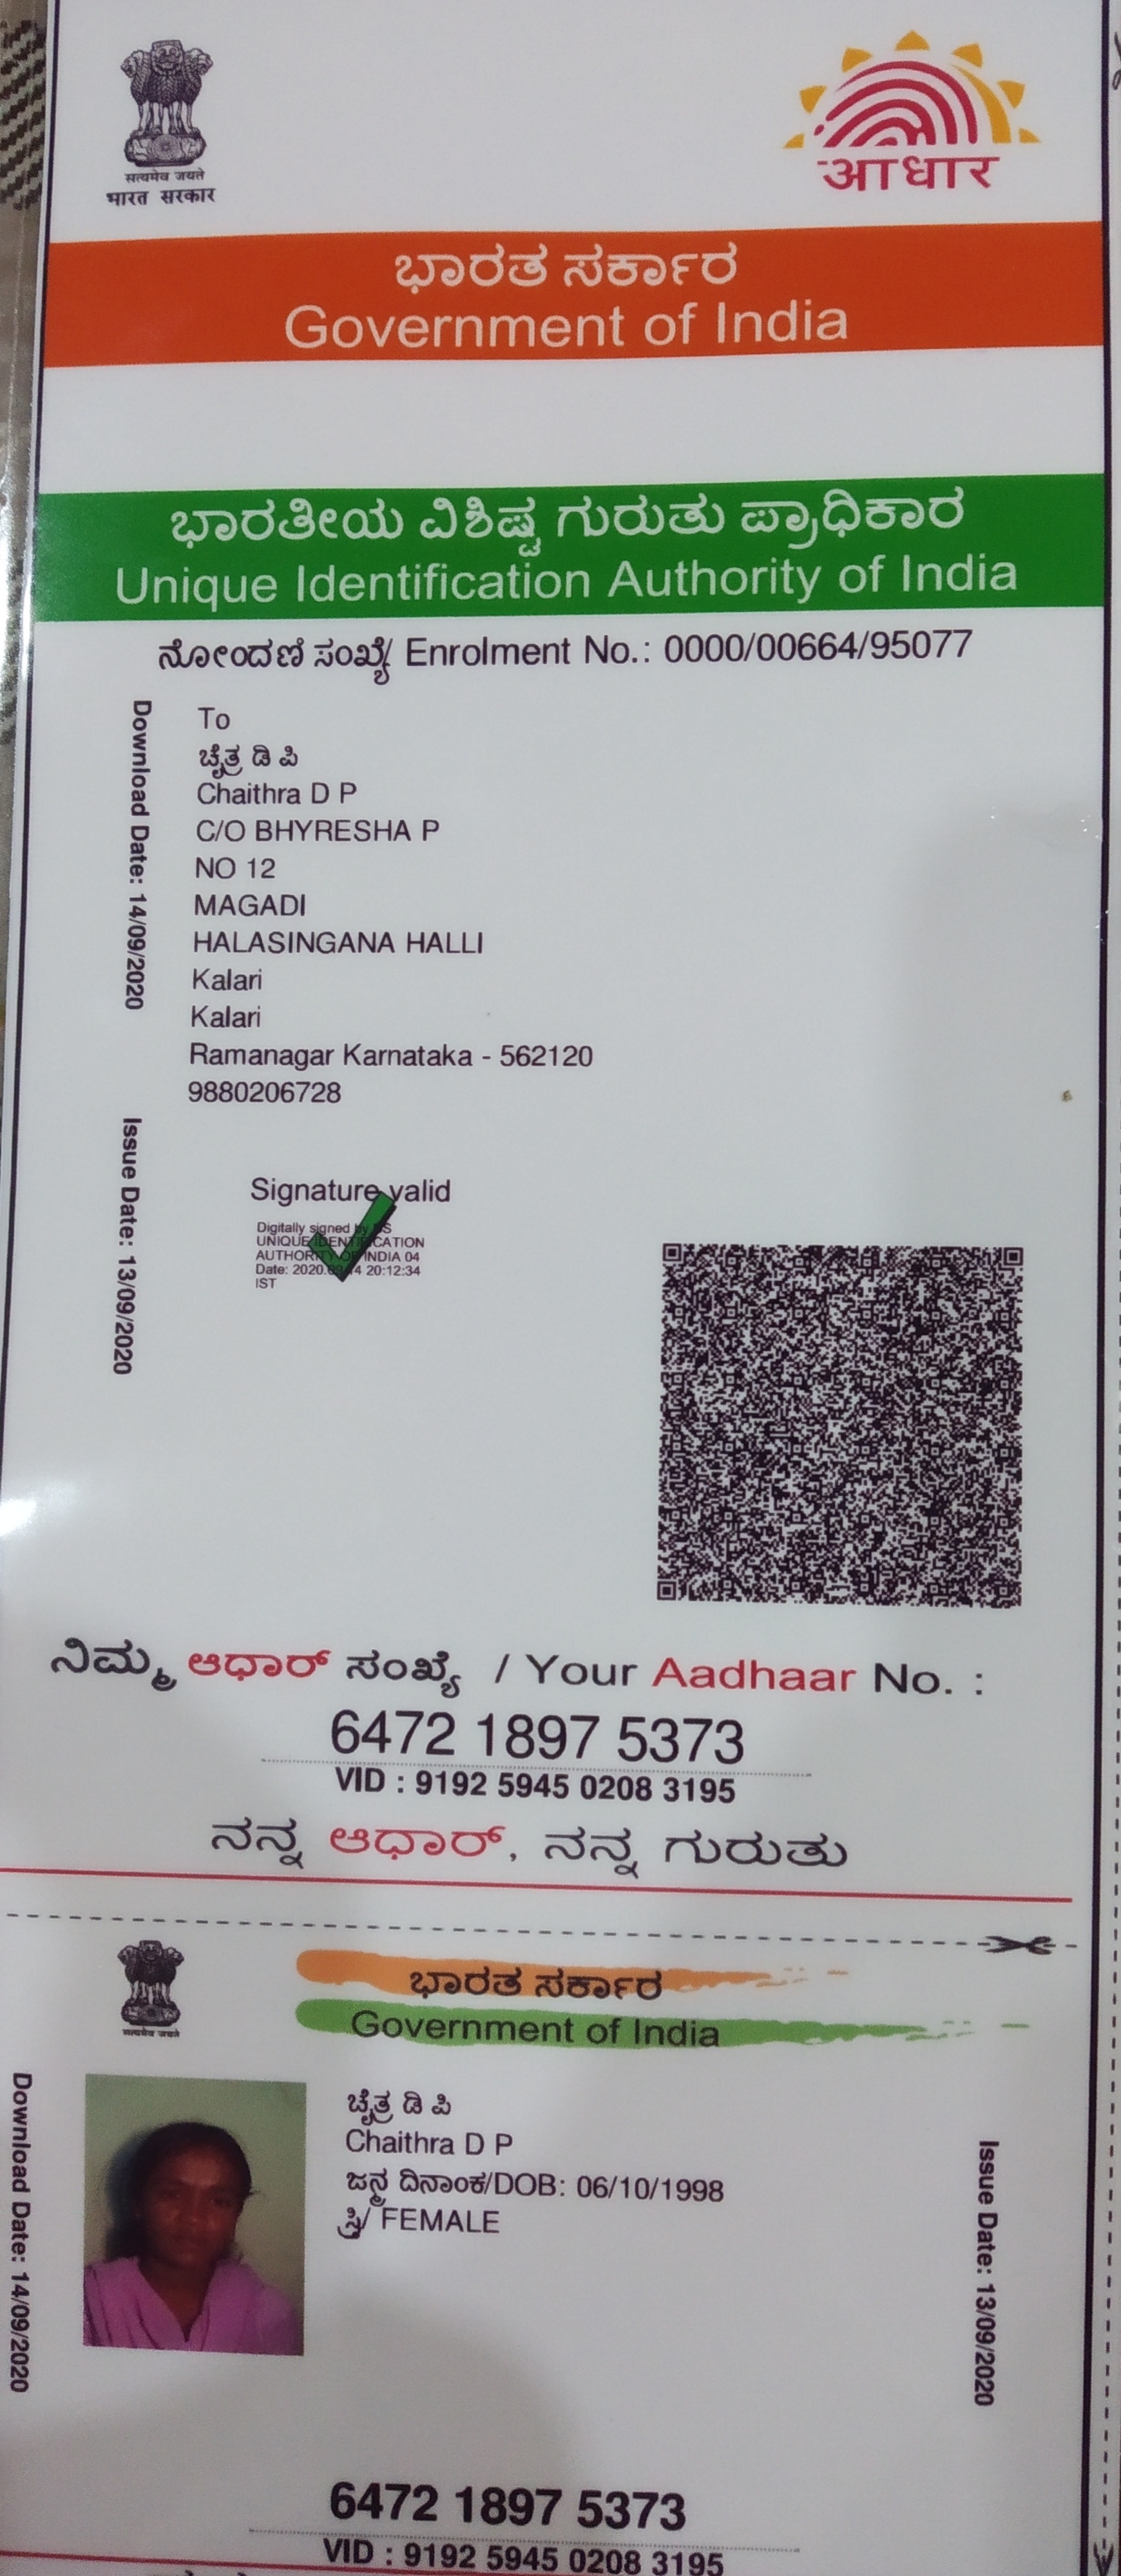 सत्यमेव जयते
भारत सरकार
आधार
ಭಾರತ ಸರ್ಕಾರ
Government of India
ಭಾರತೀಯ ವಿಶಿಷ್ಟ ಗುರುತು ಪ್ರಾಧಿಕಾರ
Unique Identification Authority of India
ನೋಂದಣಿ ಸಂಖ್ಯೆ/ Enrolment No.: 0000/00664/95077
Download Date: 14/09/2020
To
ಚೈತ್ರ ಡಿ ಪಿ
Chaithra D P
C/O BHYRESHA P
NO 12
MAGADI
HALASINGANA HALLI
Kalari
Kalari
Ramanagar Karnataka - 562120
9880206728
Issue Date: 13/09/2020
Signature valid
Digitally signed by DS
UNIQUE IDENTIFICATION
AUTHORITY OF INDIA 04
Date: 2020.09.14 20:12:34
IST
ನಿಮ್ಮ ಆಧಾರ್ ಸಂಖ್ಯೆ / Your Aadhaar No. :
6472 1897 5373
VID : 9192 5945 0208 3195
ನನ್ನ ಆಧಾರ್, ನನ್ನ ಗುರುತು
सत्यमेव जयते
ಭಾರತ ಸರ್ಕಾರ
Government of India
Download Date: 14/09/2020
ಚೈತ್ರ ಡಿ ಪಿ
Chaithra D P
ಜನ್ಮ ದಿನಾಂಕ/DOB: 06/10/1998
ಸ್ತ್ರೀ/ FEMALE
Issue Date: 13/09/2020
6472 1897 5373
VID : 9192 5945 0208 3195